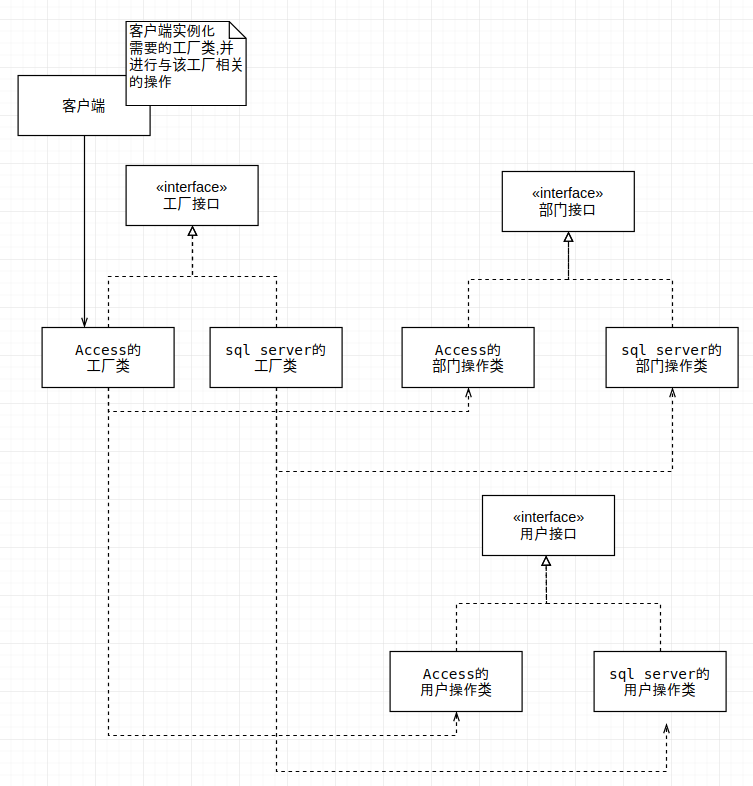 客户端实例化
需要的工厂类,并
进行与该工厂相关
的操作
客户端
«interface»
工厂接口
«interface»
部门接口
Access的
工厂类
sql server的
工厂类
Access的
部门操作类
sql server的
部门操作类
«interface»
用户接口
Access的
用户操作类
sql server的
用户操作类